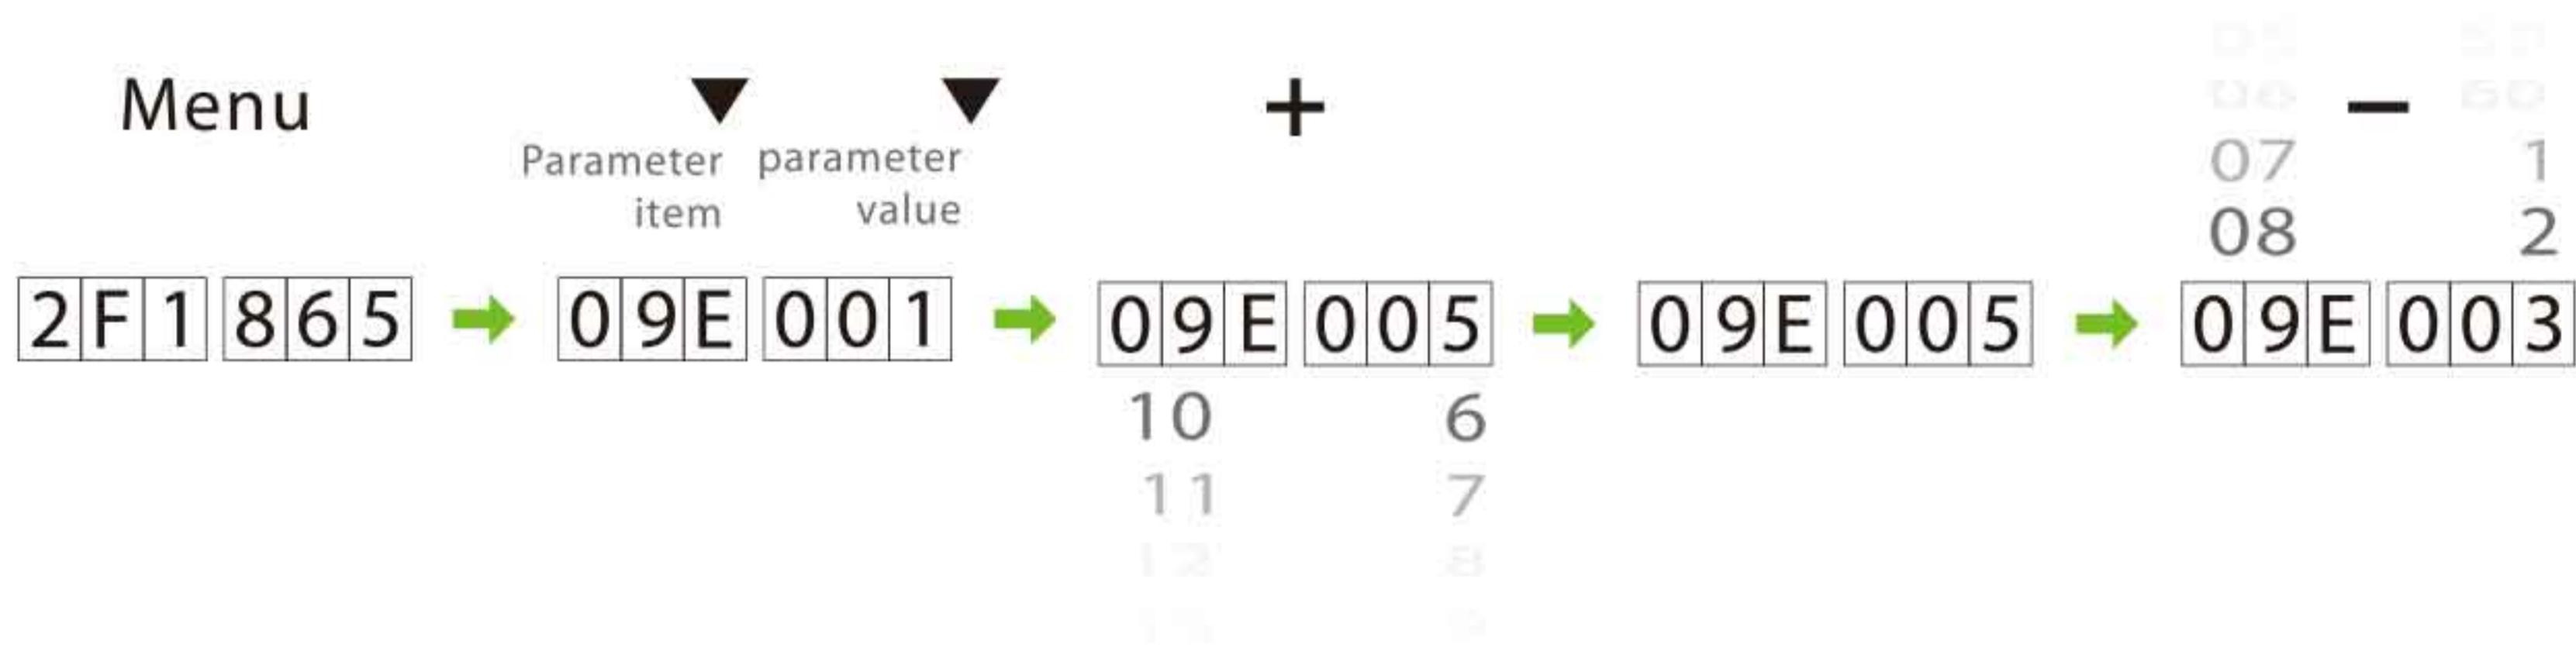 Menu
Parameter item
parameter value
+
−
07 1
08 2
2F1 865
09E 001
09E 005
09E 005
09E 003
10 6
11 7